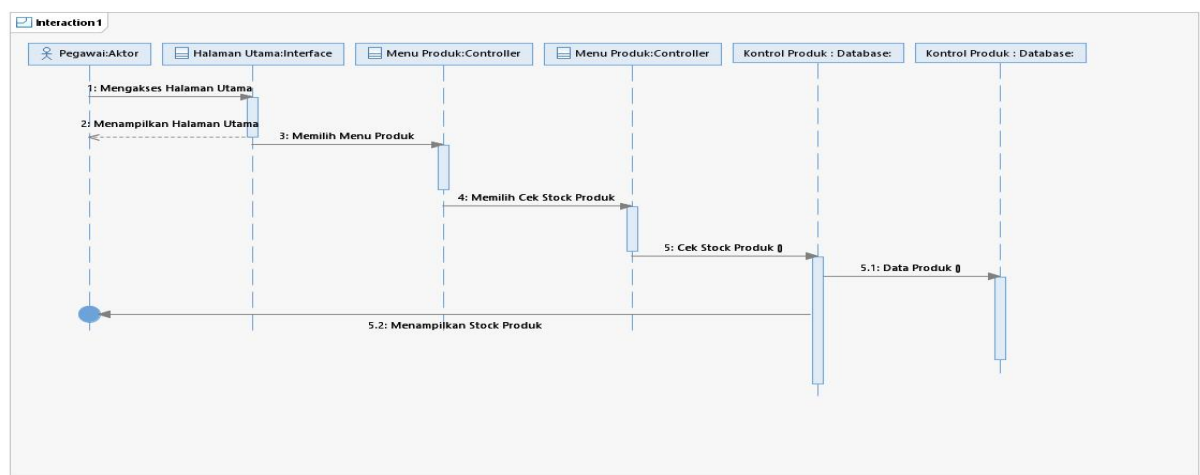 Interaction1
Pegawai:Aktor
Halaman Utama:Interface
Menu Produk:Controller
Menu Produk:Controller
Kontrol Produk : Database:
Kontrol Produk : Database:
1: Mengakses Halaman Utama
2: Menampilkan Halaman Utama
3: Memilih Menu Produk
4: Memilih Cek Stock Produk
5: Cek Stock Produk ()
5.1: Data Produk ()
5.2: Menampilkan Stock Produk